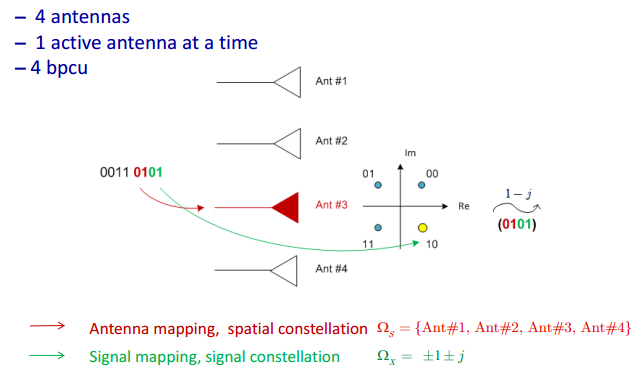 – 4 antennas
– 1 active antenna at a time
– 4 bpcu
Ant #1
Ant #2
Im
01
00
0011 0101
Ant #3
Re
1 − j
(0101)
11
10
Ant #4
Antenna mapping, spatial constellation Ωₛ = {Ant#1, Ant#2, Ant#3, Ant#4}
Signal mapping, signal constellation Ωₓ = ±1 ± j